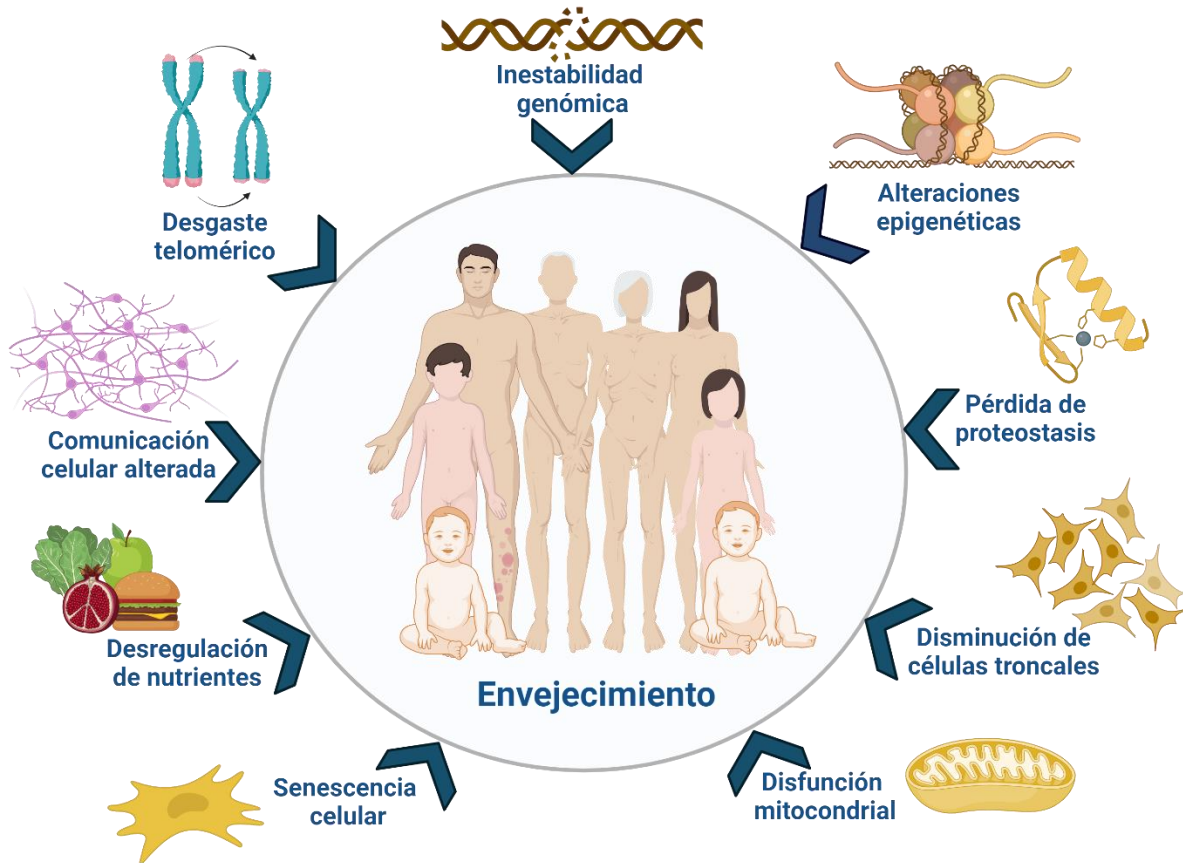 Inestabilidad
genómica
Alteraciones
epigenéticas
Pérdida de
proteostasis
Disminución de
células troncales
Disfunción
mitocondrial
Senescencia
celular
Desregulación
de nutrientes
Comunicación
celular alterada
Desgaste
telomérico
Envejecimiento